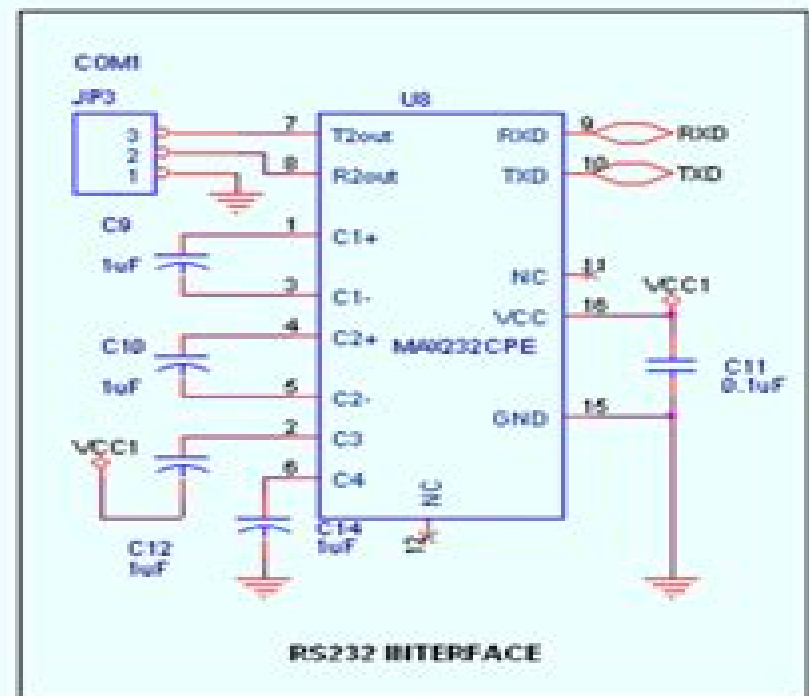 COM1
JP3
U8
3
2
1
7
T2out
8
R2out
RXD
9
RXD
TXD
10
TXD
C9
1uF
1
C1+
3
C1-
NC
11
VCC1
VCC
16
C10
1uF
4
C2+
MAX232CPE
5
C2-
C11
0.1uF
2
C3
GND
15
VCC1
6
C4
NC
12
C14
1uF
C12
1uF
RS232 INTERFACE